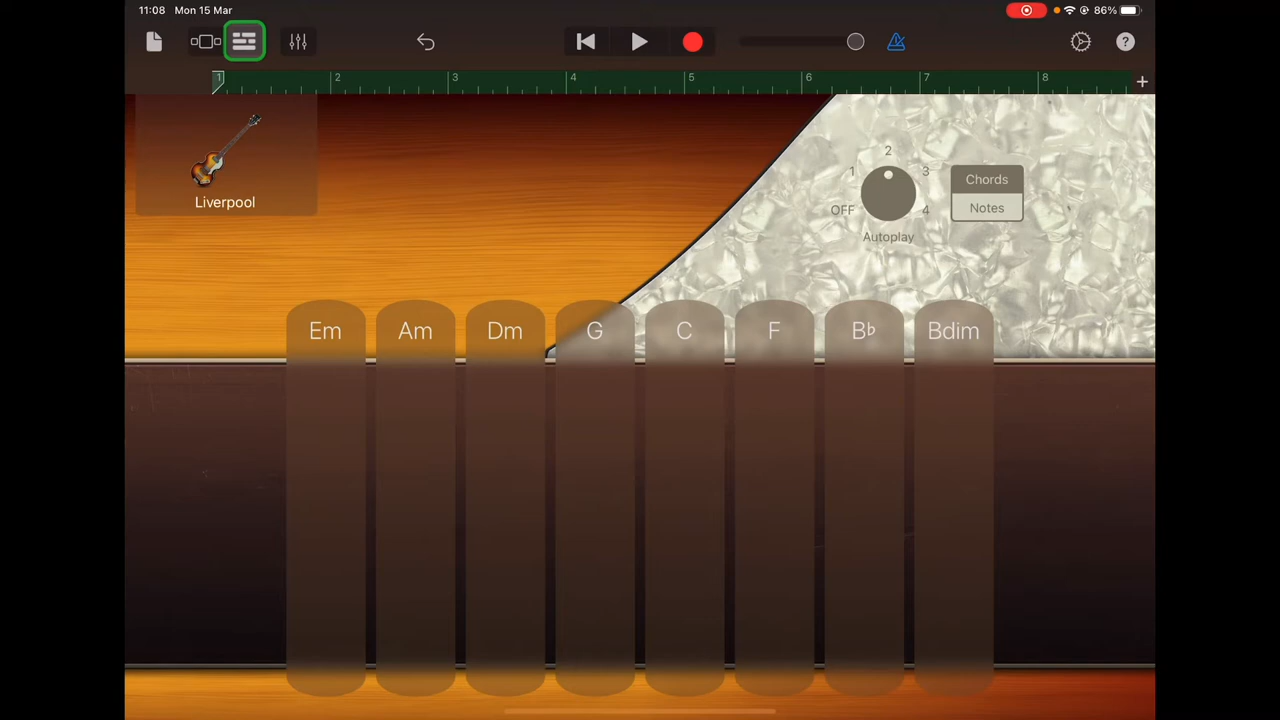 11:08 Mon 15 Mar 86%
?
1 2 3 4 5 6 7 8 +
Liverpool
2
1 3
OFF 4
Autoplay
Chords
Notes
Em Am Dm G C F B♭ Bdim